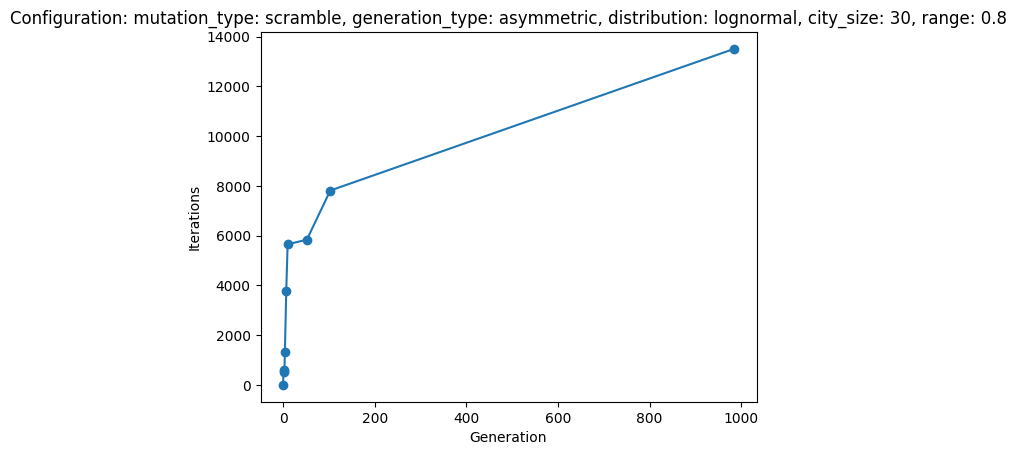 Configuration: mutation_type: scramble, generation_type: asymmetric, distribution: lognormal, city_size: 30, range: 0.8
14000
12000
10000
8000
6000
4000
2000
0
Iterations
0 200 400 600 800 1000
Generation